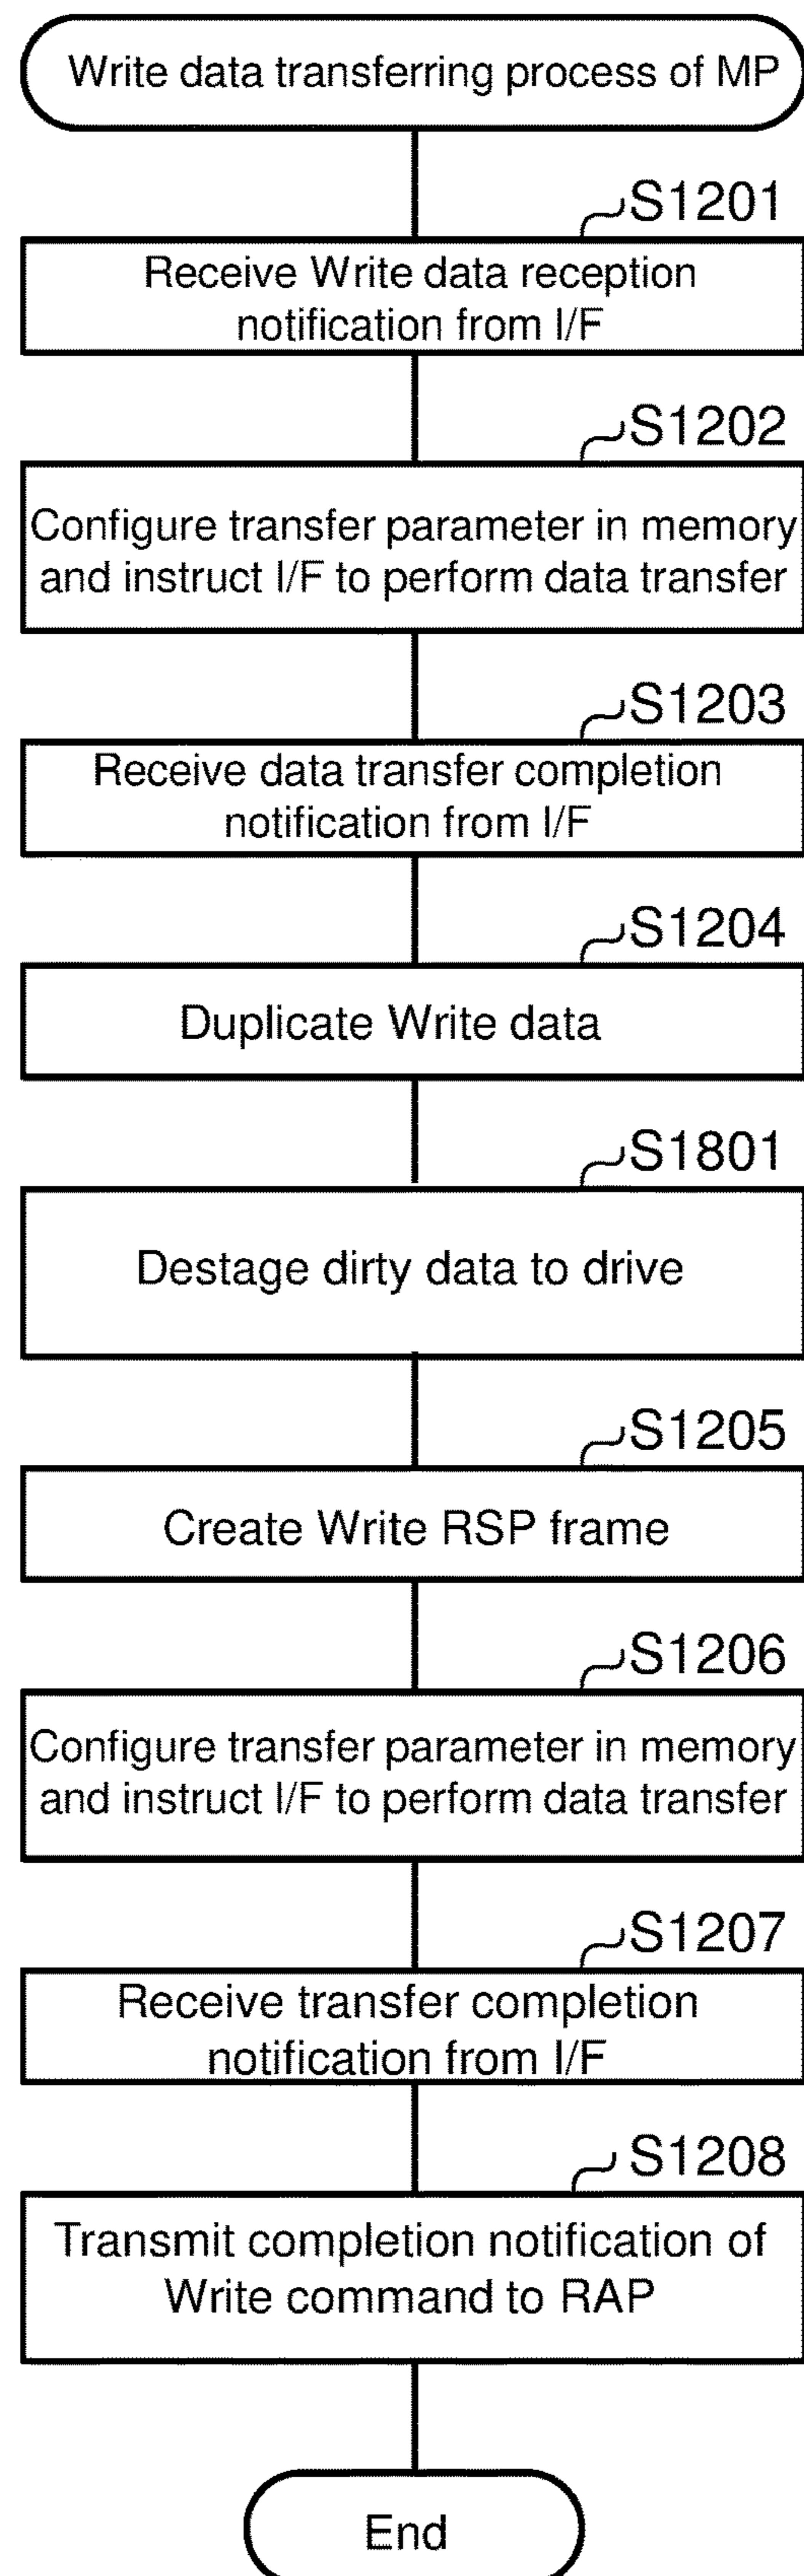 Write data transferring process of MP
S1201
Receive Write data reception
notification from I/F
S1202
Configure transfer parameter in memory
and instruct I/F to perform data transfer
S1203
Receive data transfer completion
notification from I/F
S1204
Duplicate Write data
S1801
Destage dirty data to drive
S1205
Create Write RSP frame
S1206
Configure transfer parameter in memory
and instruct I/F to perform data transfer
S1207
Receive transfer completion
notification from I/F
S1208
Transmit completion notification of
Write command to RAP
End